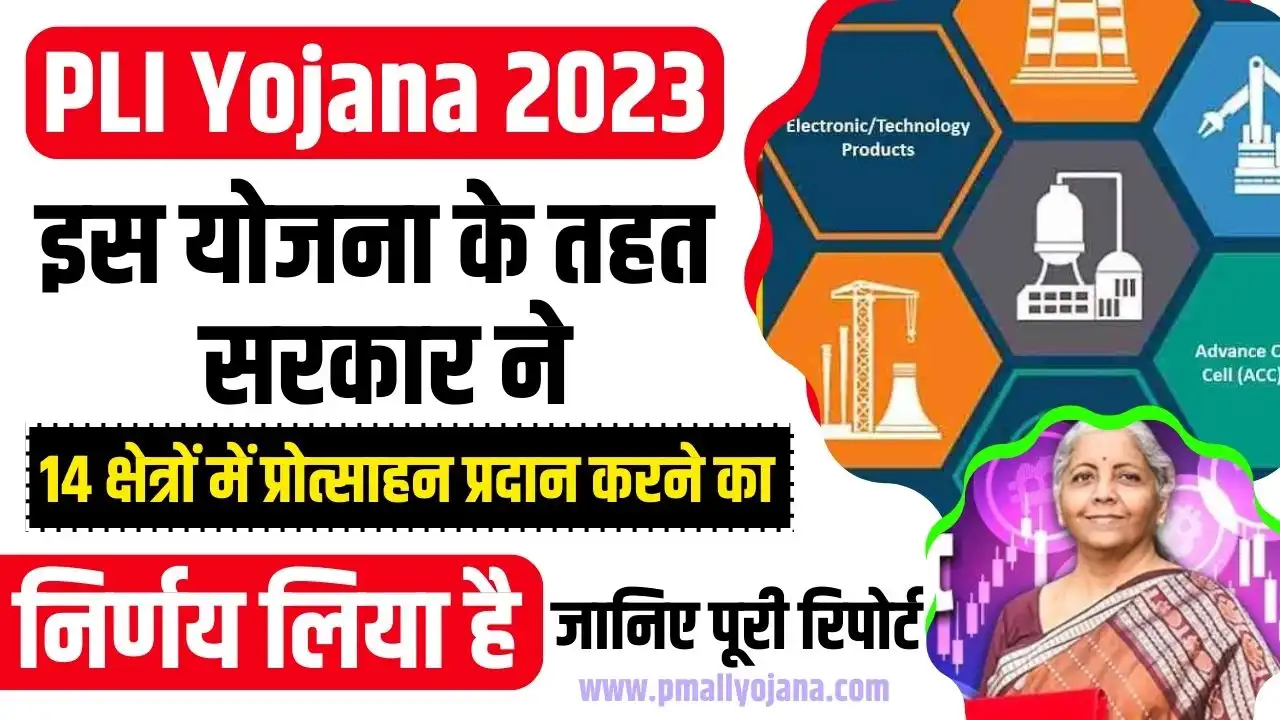 PLI Yojana 2023
इस योजना के तहत
सरकार ने
14 क्षेत्रों में प्रोत्साहन प्रदान करने का
निर्णय लिया है
जानिए पूरी रिपोर्ट
www.pmallyojana.com
Electronic/Technology
Products
Advance
Cell (ACC)